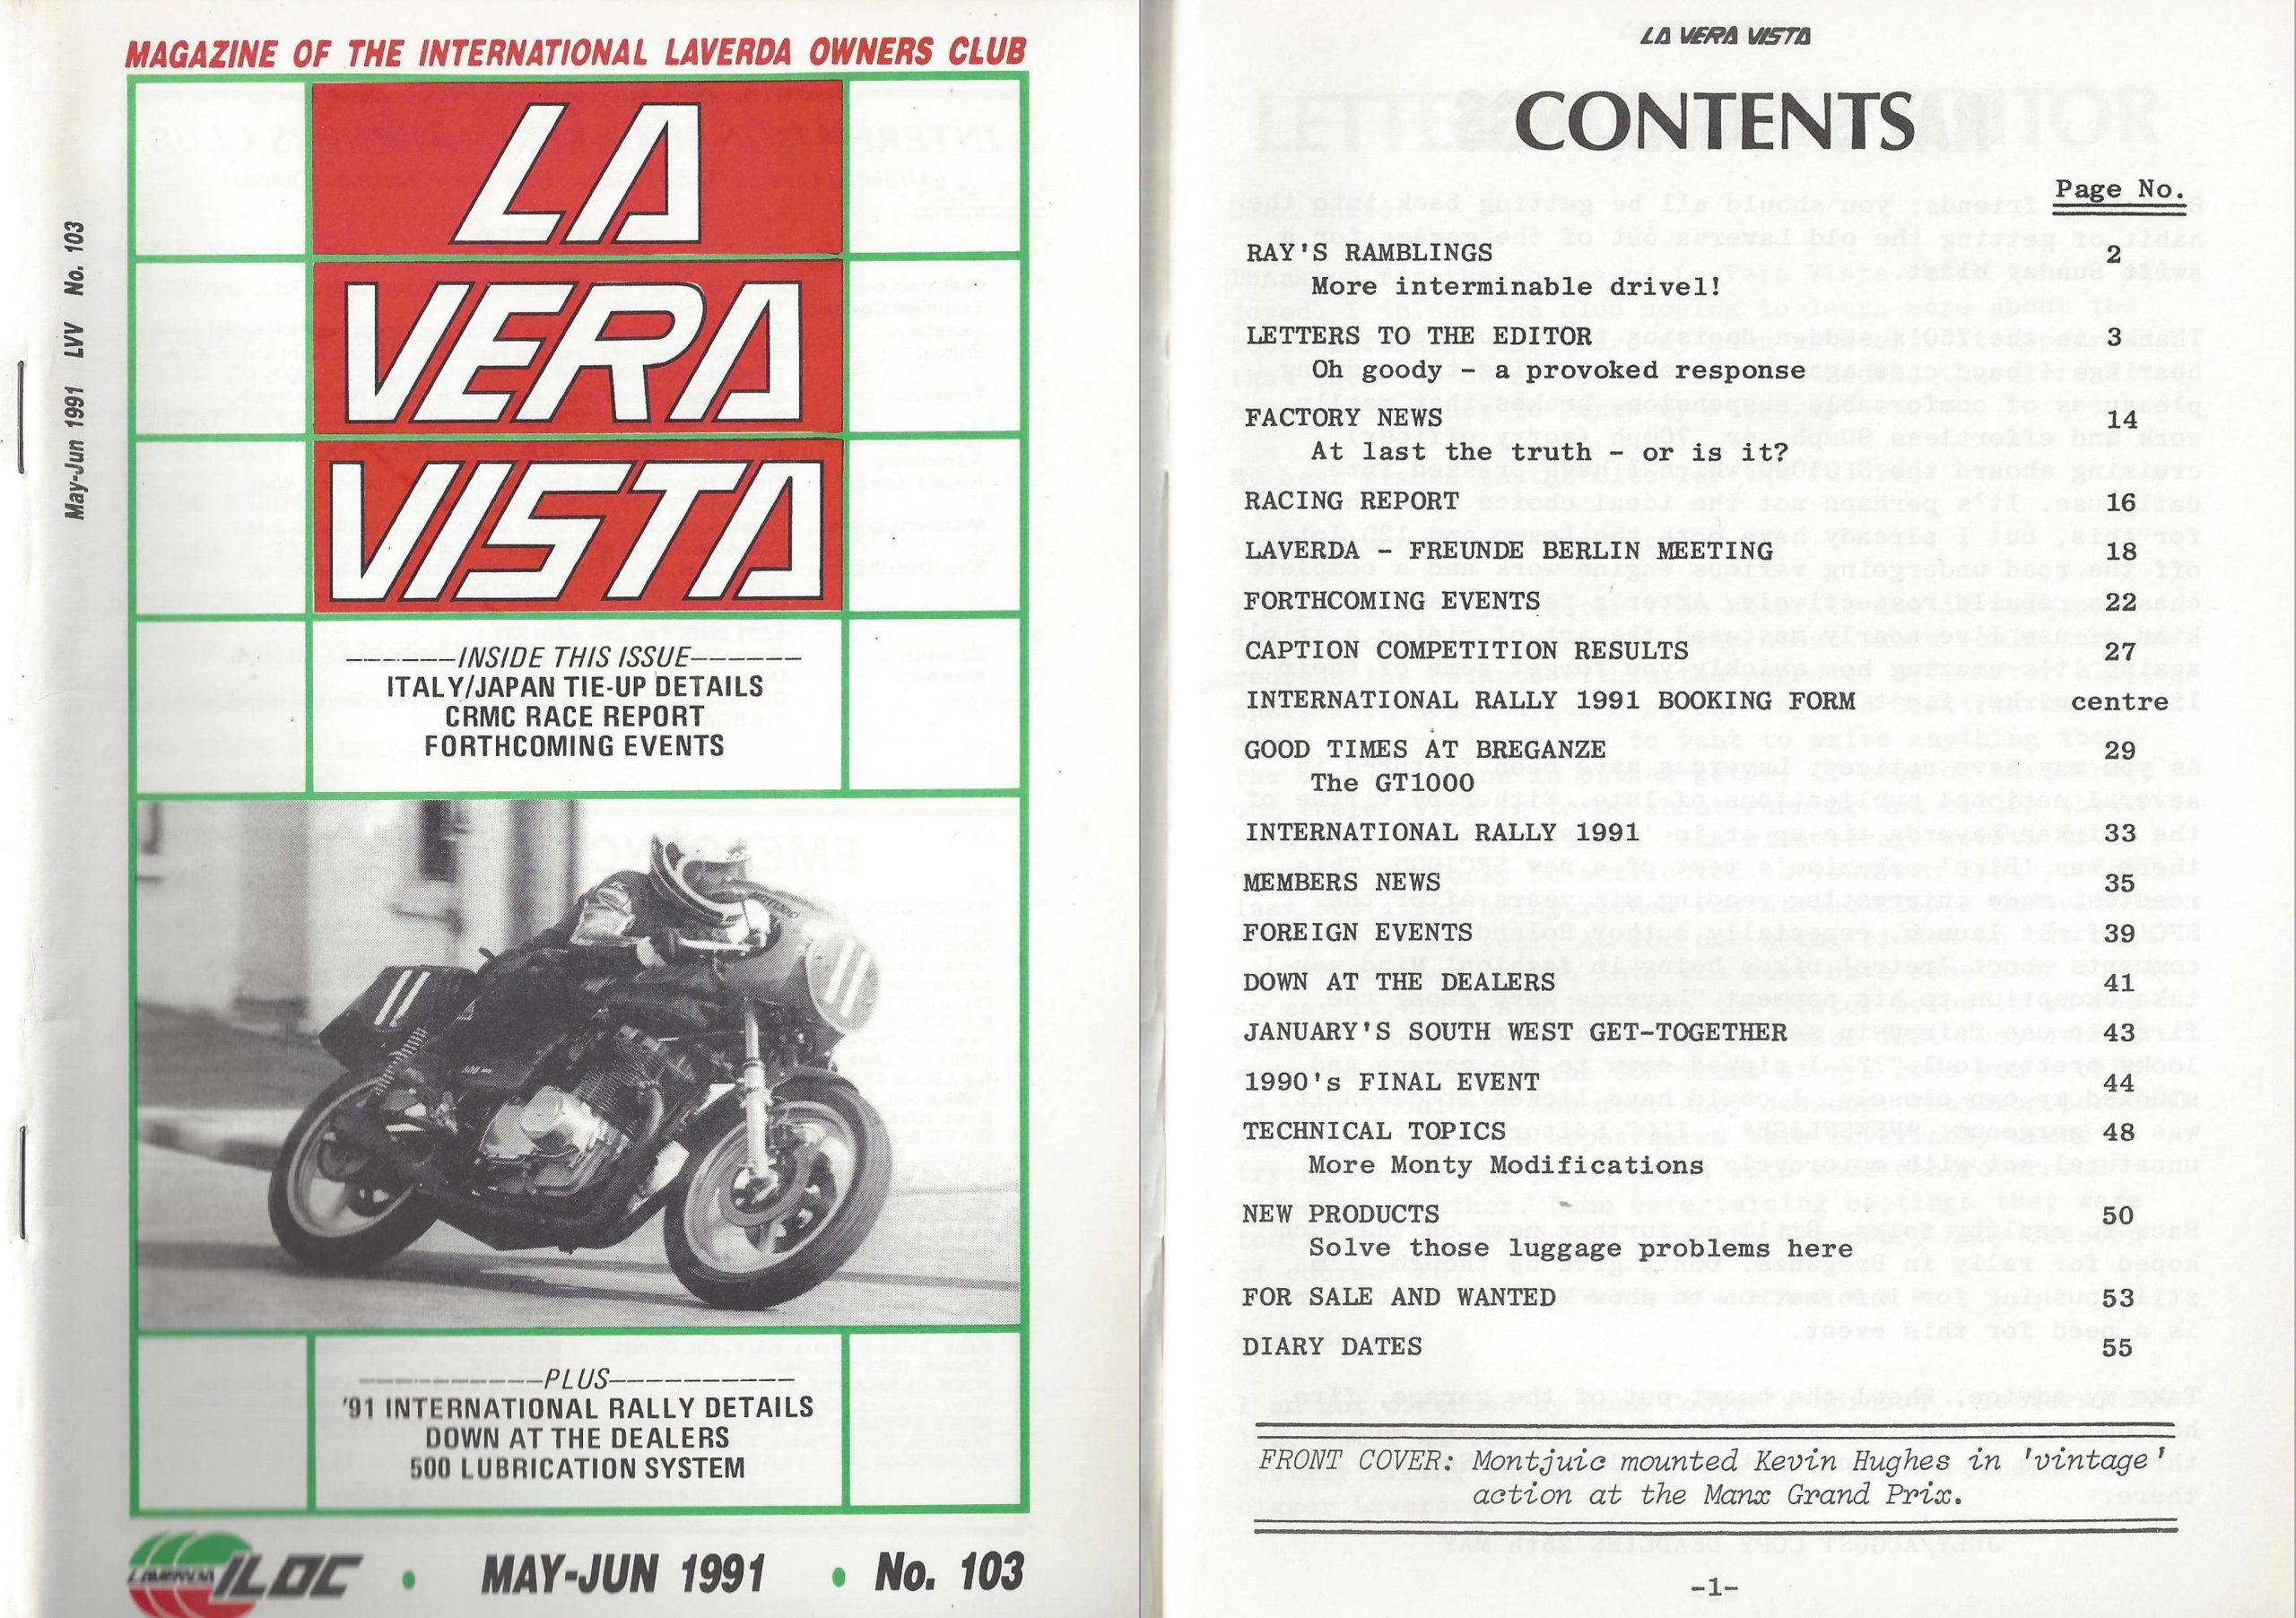 MAGAZINE OF THE INTERNATIONAL LAVERDA OWNERS CLUB
LA
VERA
VISTA
May-Jun 1991 LVV No. 103
------INSIDE THIS ISSUE------
ITALY/JAPAN TIE-UP DETAILS
CRMC RACE REPORT
FORTHCOMING EVENTS
11
11
----------PLUS----------
'91 INTERNATIONAL RALLY DETAILS
DOWN AT THE DEALERS
500 LUBRICATION SYSTEM
LAVERDA ILOC • MAY-JUN 1991 • No. 103
LA VERA VISTA
CONTENTS
Page No.
RAY'S RAMBLINGS 2
More interminable drivel!
LETTERS TO THE EDITOR 3
Oh goody - a provoked response
FACTORY NEWS 14
At last the truth - or is it?
RACING REPORT 16
LAVERDA - FREUNDE BERLIN MEETING 18
FORTHCOMING EVENTS 22
CAPTION COMPETITION RESULTS 27
INTERNATIONAL RALLY 1991 BOOKING FORM centre
GOOD TIMES AT BREGANZE 29
The GT1000
INTERNATIONAL RALLY 1991 33
MEMBERS NEWS 35
FOREIGN EVENTS 39
DOWN AT THE DEALERS 41
JANUARY'S SOUTH WEST GET-TOGETHER 43
1990's FINAL EVENT 44
TECHNICAL TOPICS 48
More Monty Modifications
NEW PRODUCTS 50
Solve those luggage problems here
FOR SALE AND WANTED 53
DIARY DATES 55
FRONT COVER: Montjuic mounted Kevin Hughes in 'vintage'
action at the Manx Grand Prix.
-1-